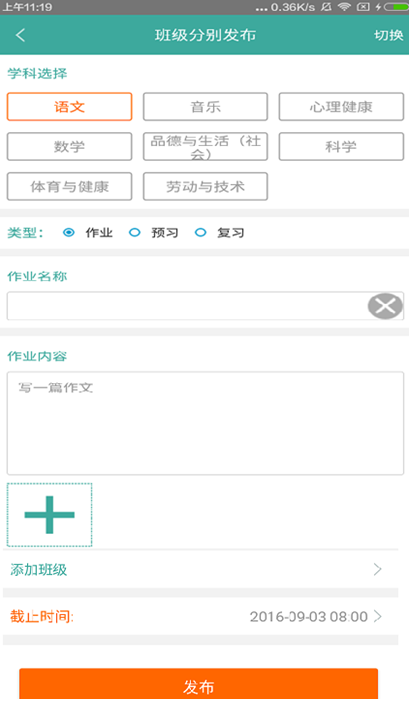 上午11:19 ... 0.36K/s
班级分别发布 切换
学科选择
语文 音乐 心理健康
数学 品德与生活（社会） 科学
体育与健康 劳动与技术
类型： 作业 预习 复习
作业名称
作业内容
写一篇作文
添加班级
截止时间: 2016-09-03 08:00
发布